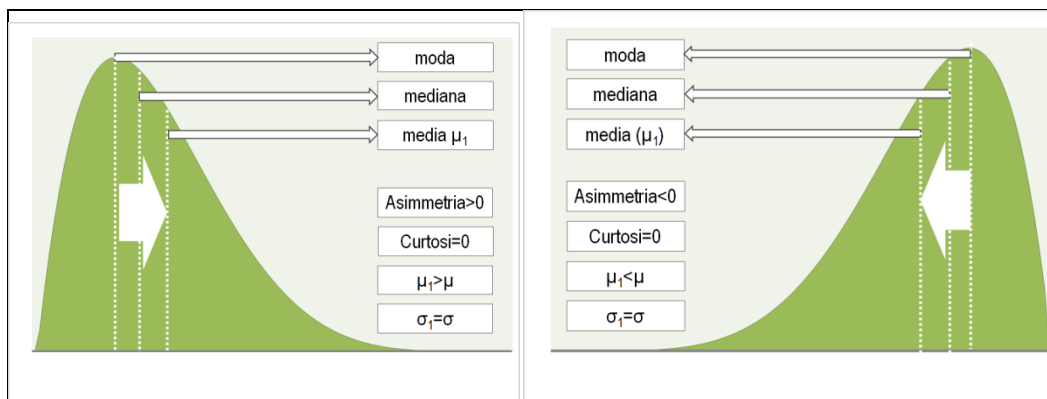 moda
mediana
media μ₁
Asimmetria>0
Curtosi=0
μ₁>μ
σ₁=σ
moda
mediana
media (μ₁)
Asimmetria<0
Curtosi=0
μ₁<μ
σ₁=σ